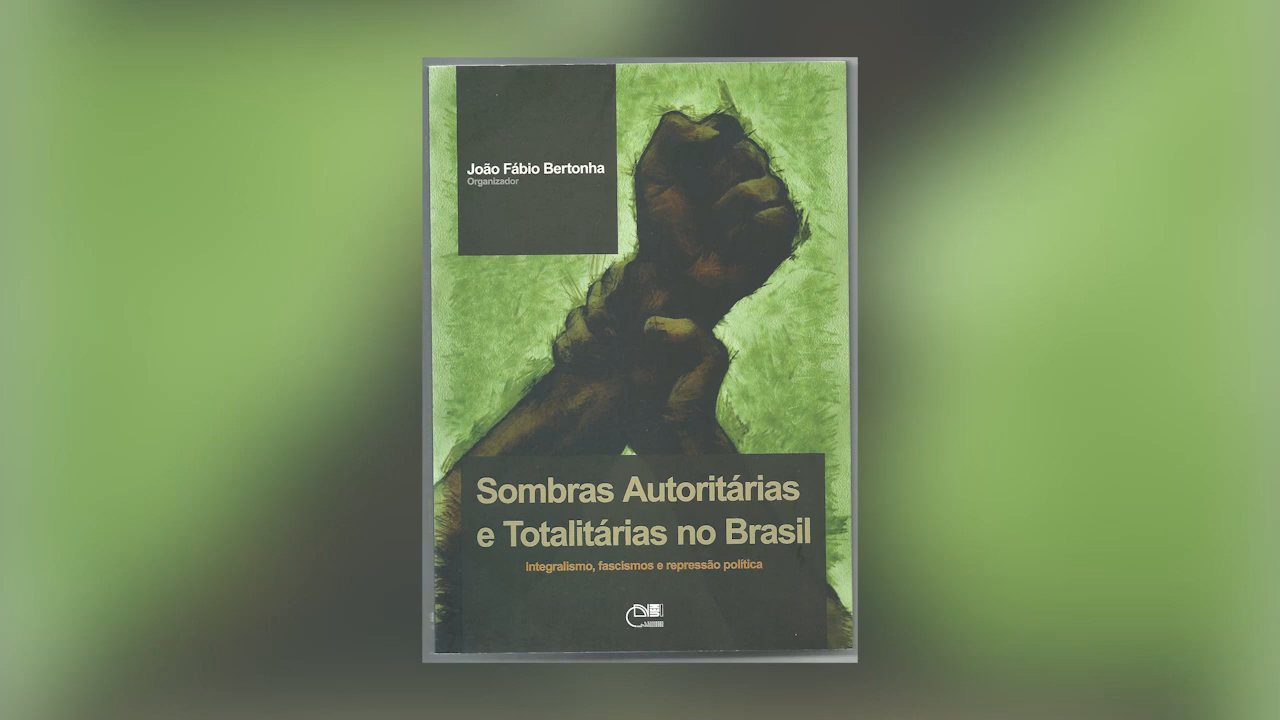 João Fábio Bertonha
Organizador
Sombras Autoritárias
e Totalitárias no Brasil
integralismo, fascismos e repressão política